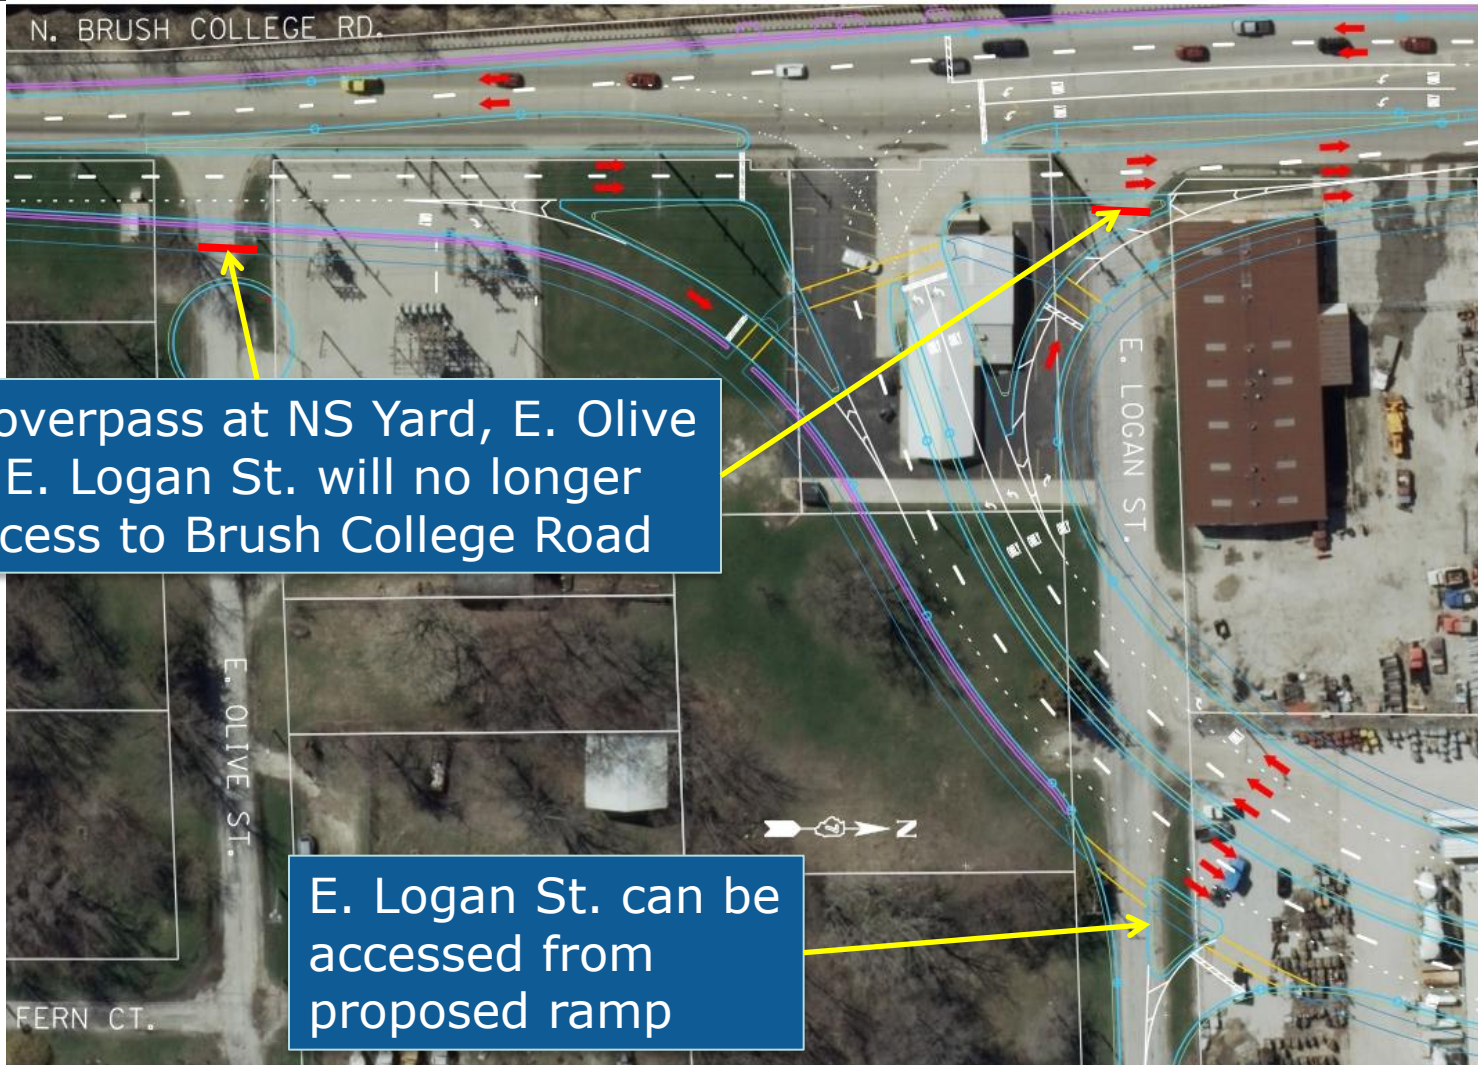 N. BRUSH COLLEGE RD.
overpass at NS Yard, E. Olive
E. Logan St. will no longer
cess to Brush College Road
E. LOGAN ST.
E. OLIVE ST.
N
E. Logan St. can be
accessed from
proposed ramp
FERN CT.